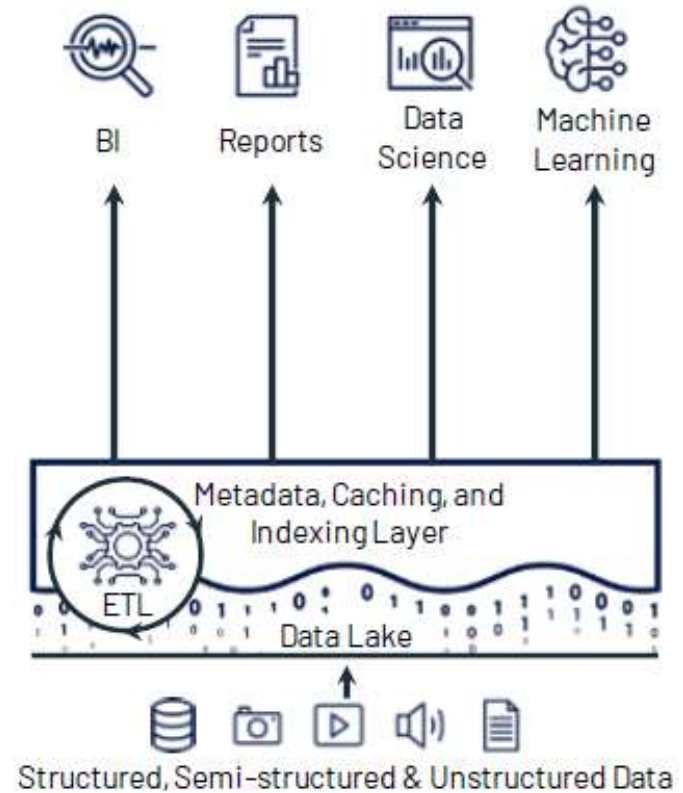 BI
Reports
Data
Science
Machine
Learning
Metadata, Caching, and
Indexing Layer
ETL
Data Lake
Structured, Semi-structured & Unstructured Data